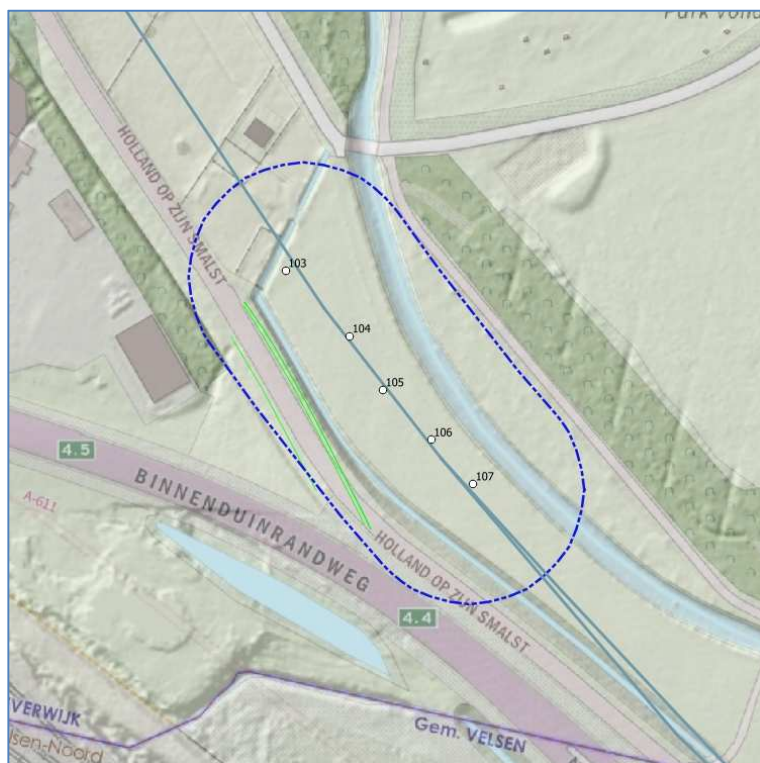 Park Vond
HOLLAND OP ZIJN SMALST
103
104
105
106
107
4.5
A-611
BINNENDUINRANDWEG
HOLLAND OP ZIJN SMALST
4.4
VERWIJK
lsen-Noord
Gem. VELSEN
A